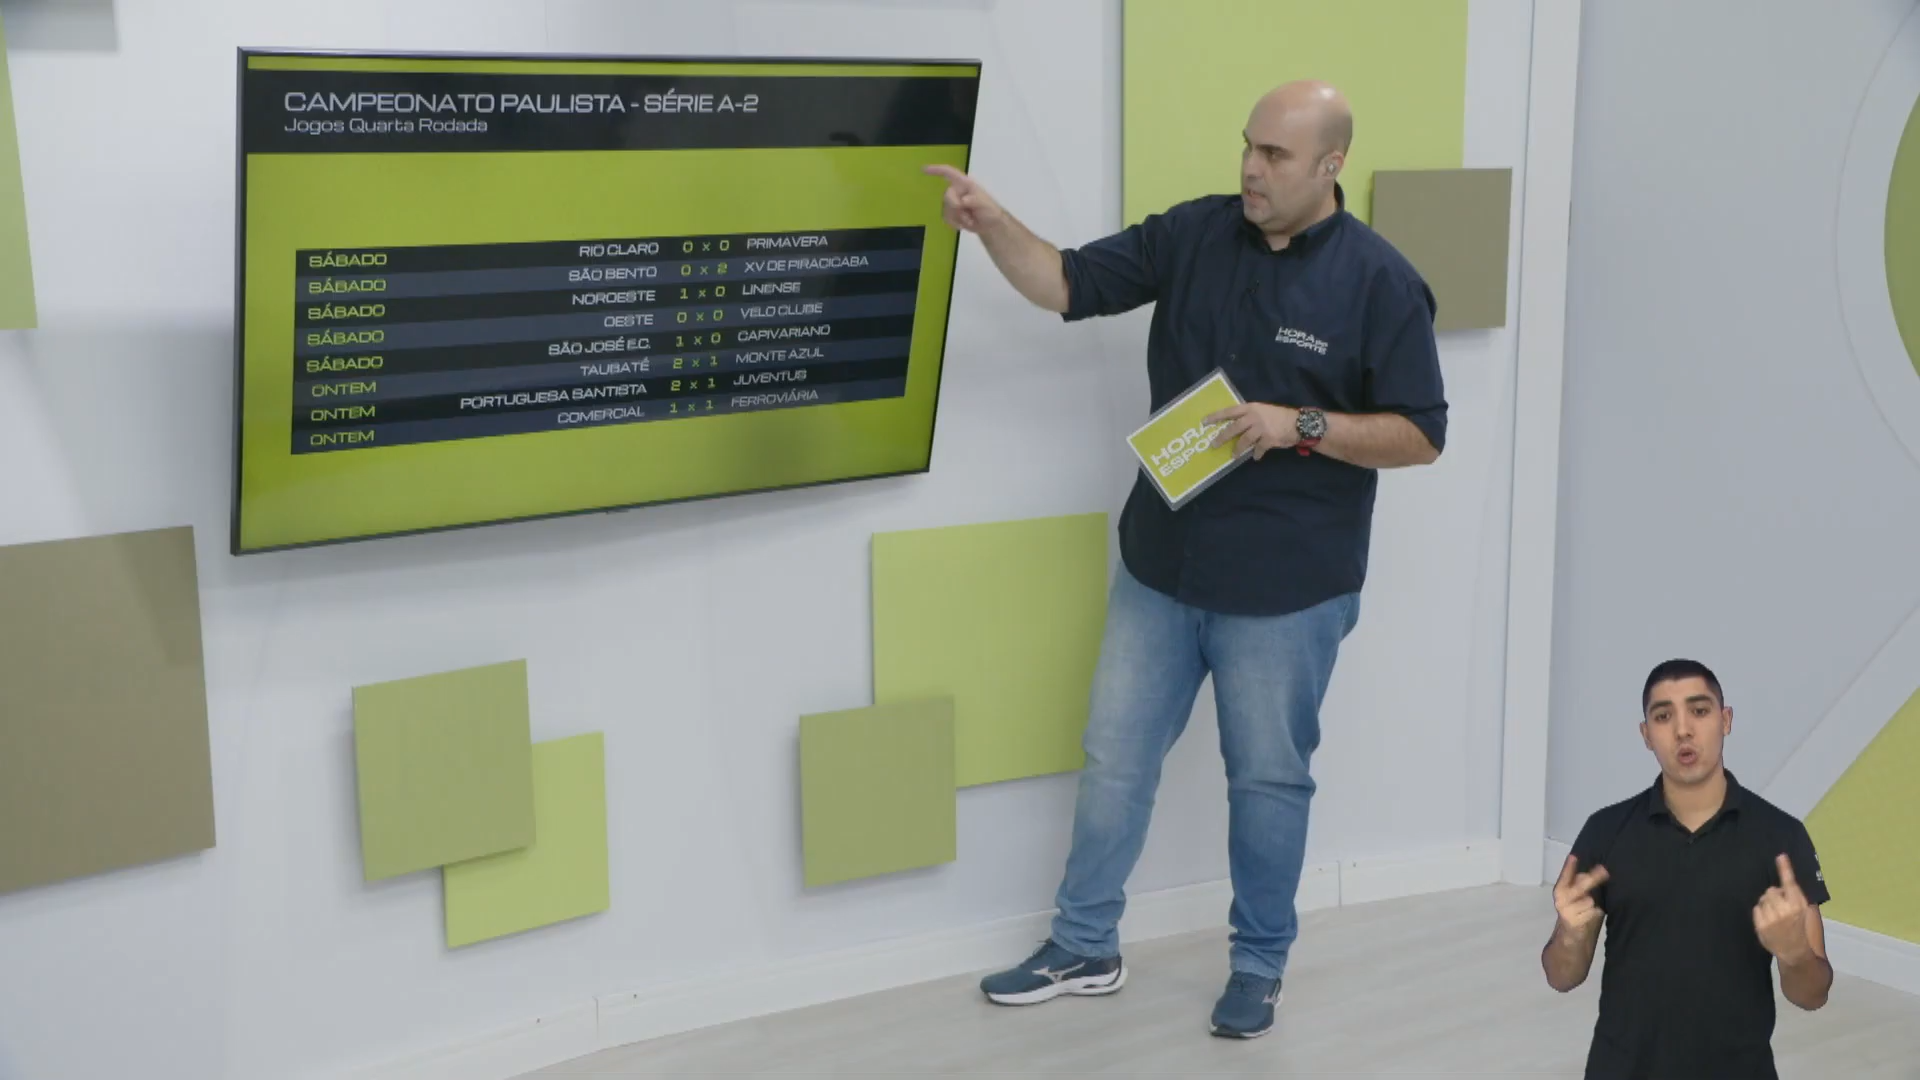 CAMPEONATO PAULISTA - SÉRIE A-2
Jogos Quarta Rodada
SÁBADO RIO CLARO 0 x 0 PRIMAVERA
SÁBADO SÃO BENTO 0 x 2 XV DE PIRACICABA
SÁBADO NOROESTE 1 x 0 LINENSE
SÁBADO OESTE 0 x 0 VELO CLUBE
SÁBADO SÃO JOSÉ E.C. 1 x 0 CAPIVARIANO
ONTEM TAUBATÉ 2 x 1 MONTE AZUL
ONTEM PORTUGUESA SANTISTA 2 x 1 JUVENTUS
ONTEM COMERCIAL 1 x 1 FERROVIÁRIA
HORA DO
ESPORTE
HORA
ESPORTE